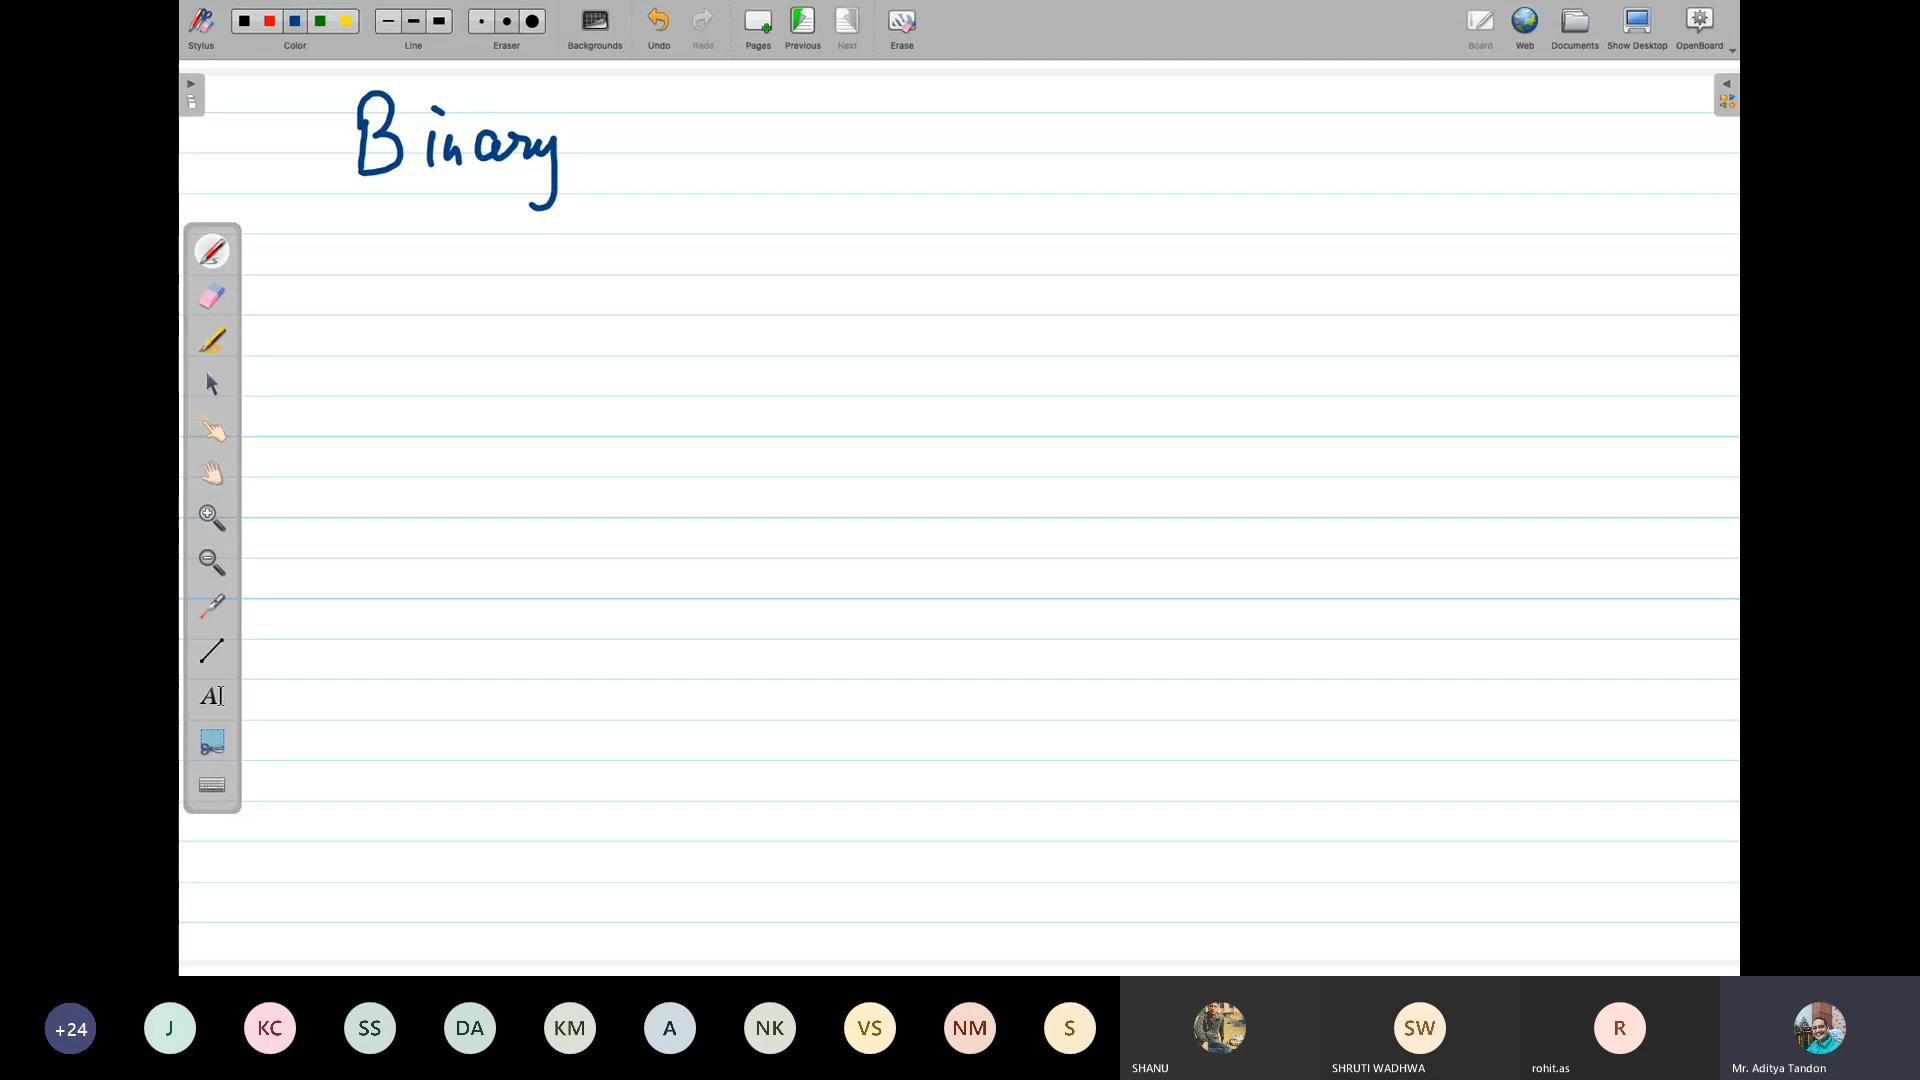 Stylus Color Line Eraser Backgrounds Undo Redo Pages Previous Next Erase Board Web Documents Show Desktop OpenBoard
Binary
A
+24 J KC SS DA KM A NK VS NM S SW R
SHANU SHRUTI WADHWA rohit.as Mr. Aditya Tandon